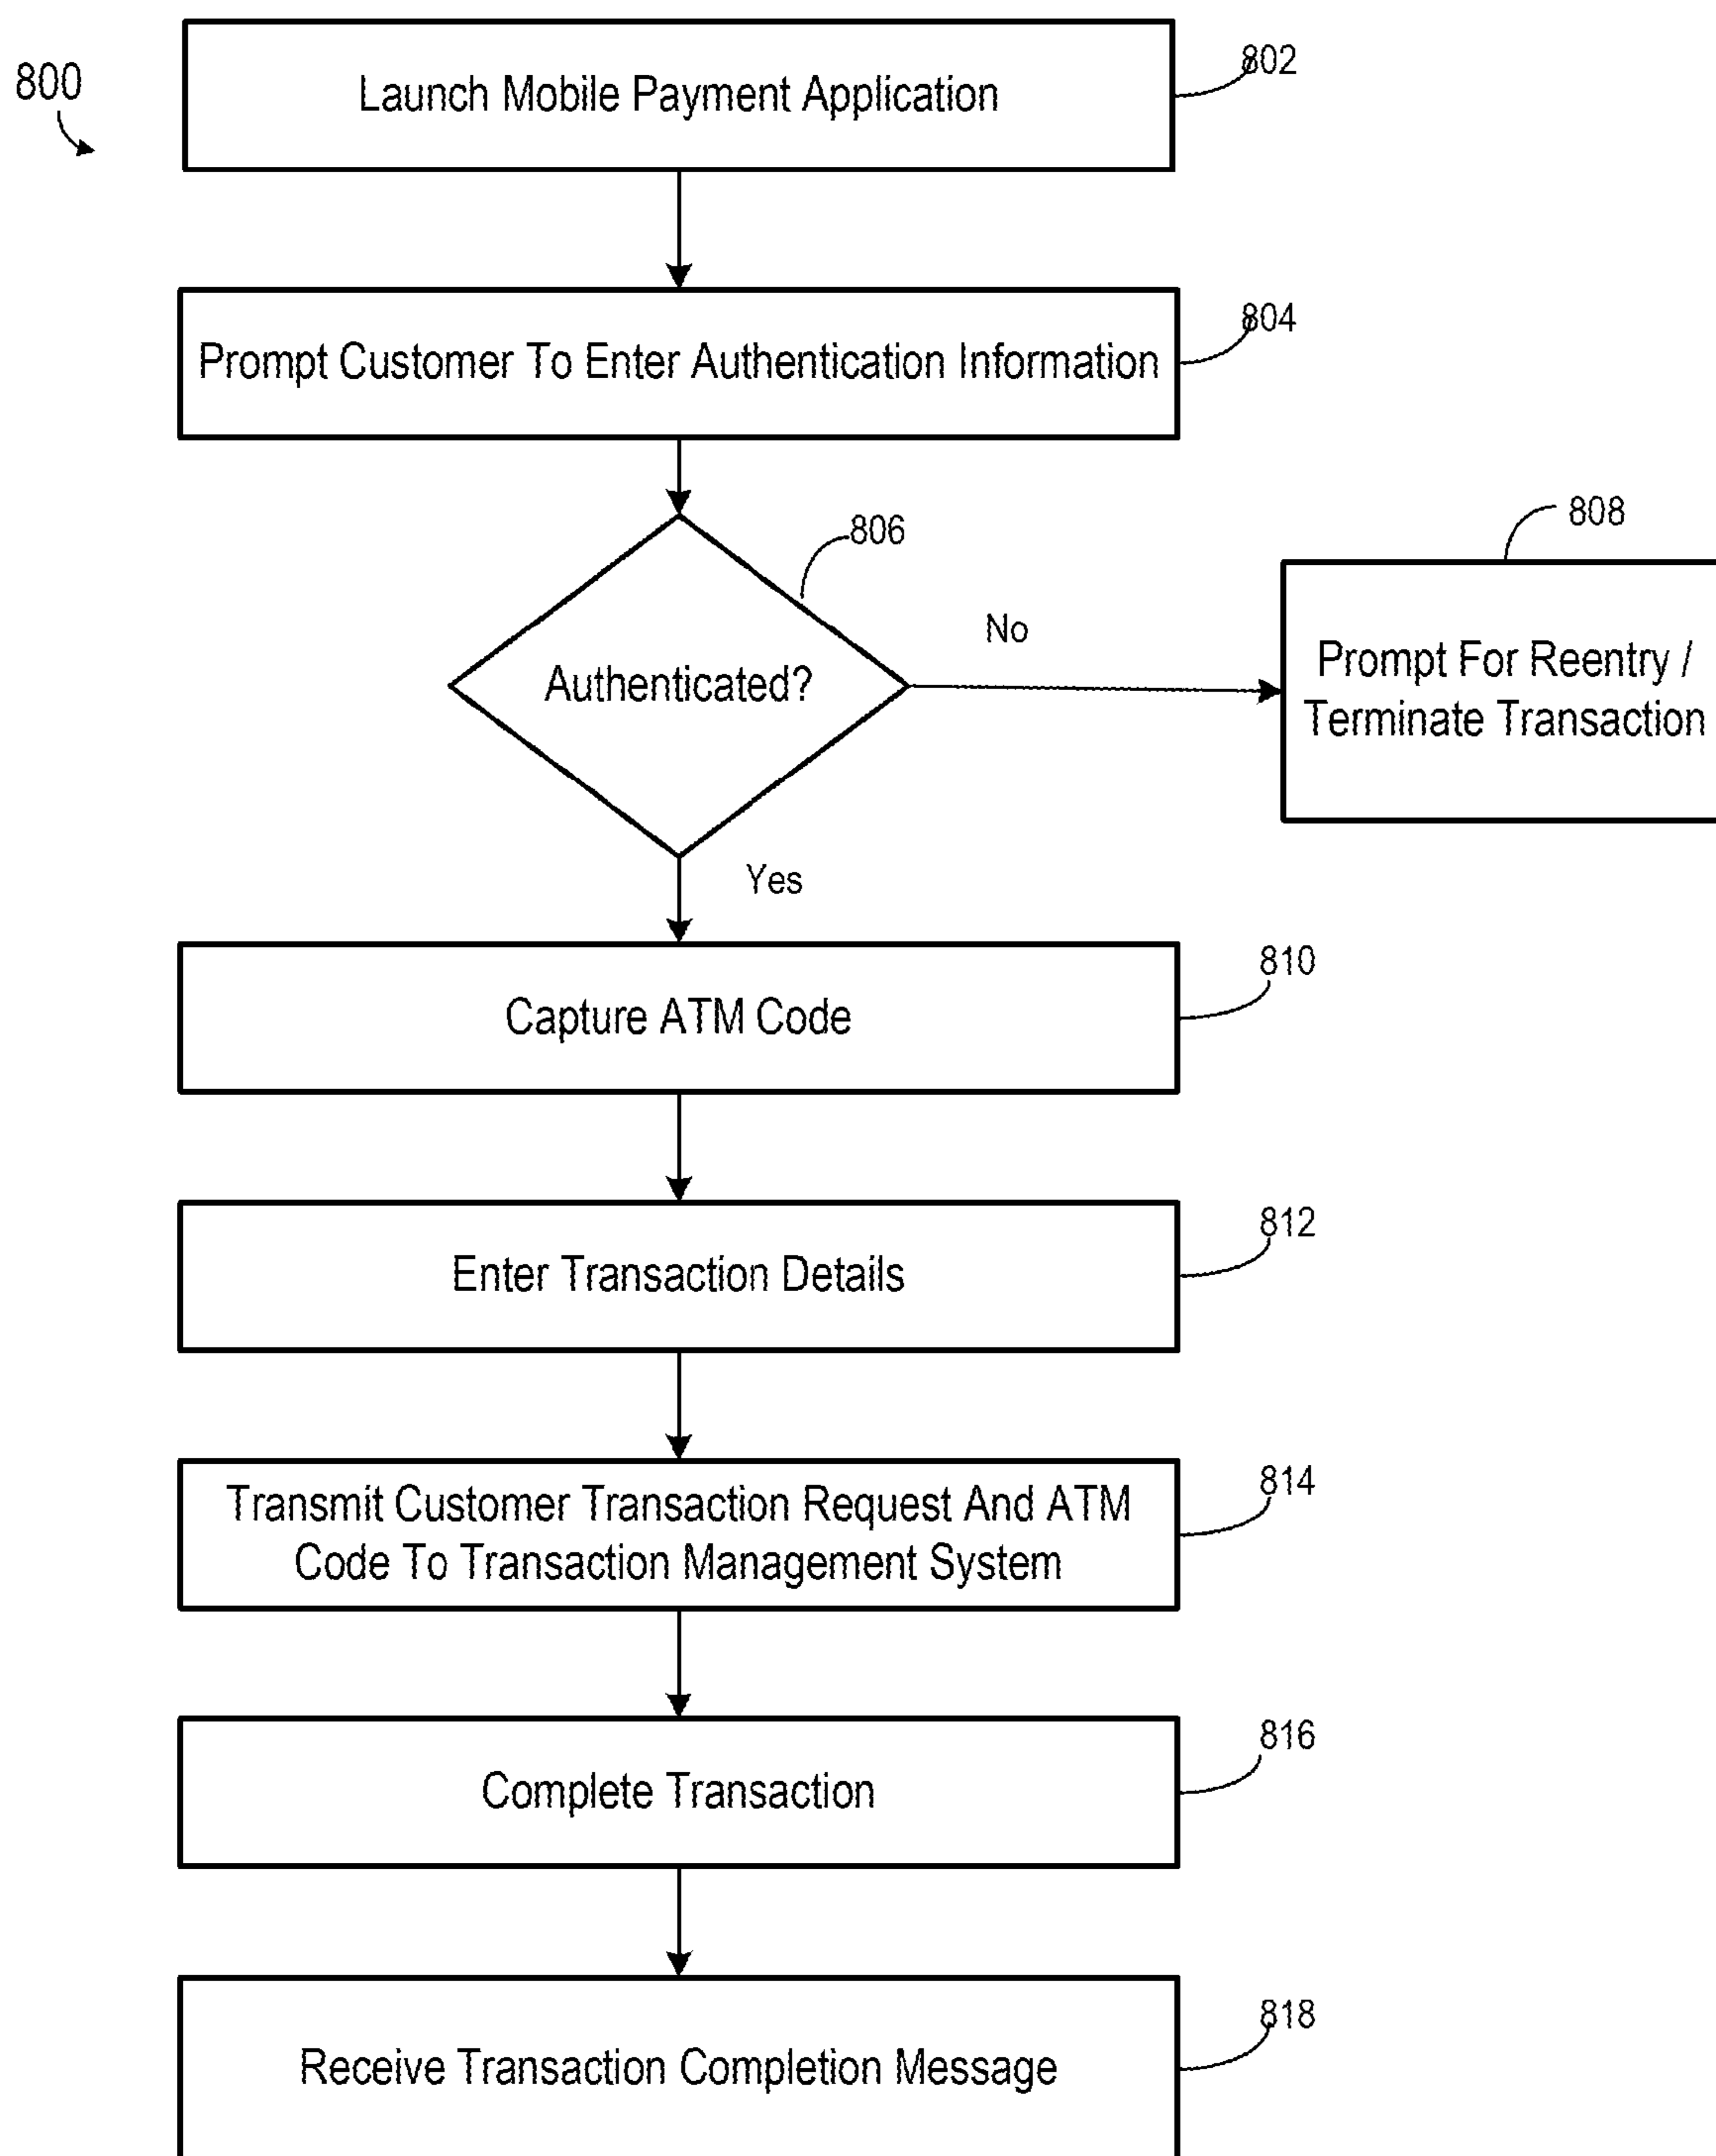 800
Launch Mobile Payment Application
802
Prompt Customer To Enter Authentication Information
804
Authenticated?
806
No
808
Prompt For Reentry /
Terminate Transaction
Yes
Capture ATM Code
810
Enter Transaction Details
812
Transmit Customer Transaction Request And ATM
Code To Transaction Management System
814
Complete Transaction
816
Receive Transaction Completion Message
818